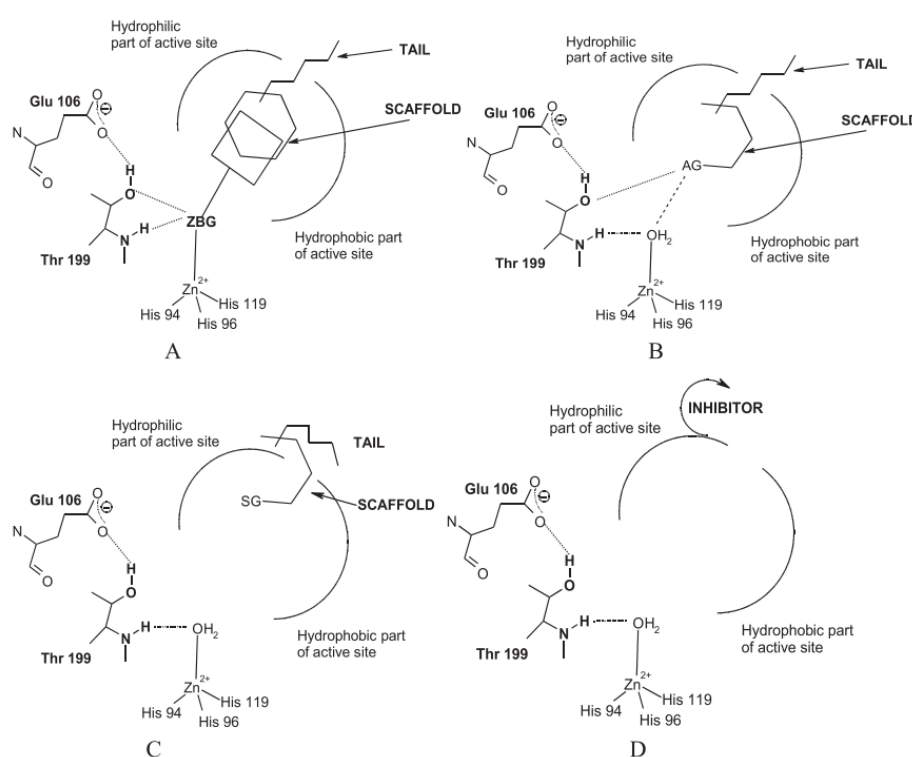 Hydrophilic
part of active site
TAIL
Glu 106
O
⊖
O
SCAFFOLD
N
O
H
O
ZBG
N
H
Thr 199
Hydrophobic part
of active site
Zn2+
His 119
His 94
His 96
A
Hydrophilic
part of active site
TAIL
Glu 106
O
⊖
O
SCAFFOLD
N
O
H
O
AG
N
H
OH2
Thr 199
Hydrophobic part
of active site
Zn2+
His 119
His 94
His 96
B
Hydrophilic
part of active site
TAIL
Glu 106
O
⊖
O
SG
SCAFFOLD
N
O
H
O
N
H
OH2
Thr 199
Hydrophobic part
of active site
Zn2+
His 119
His 94
His 96
C
Hydrophilic
part of active site
INHIBITOR
Glu 106
O
⊖
O
N
O
H
O
N
H
OH2
Thr 199
Hydrophobic part
of active site
Zn2+
His 119
His 94
His 96
D